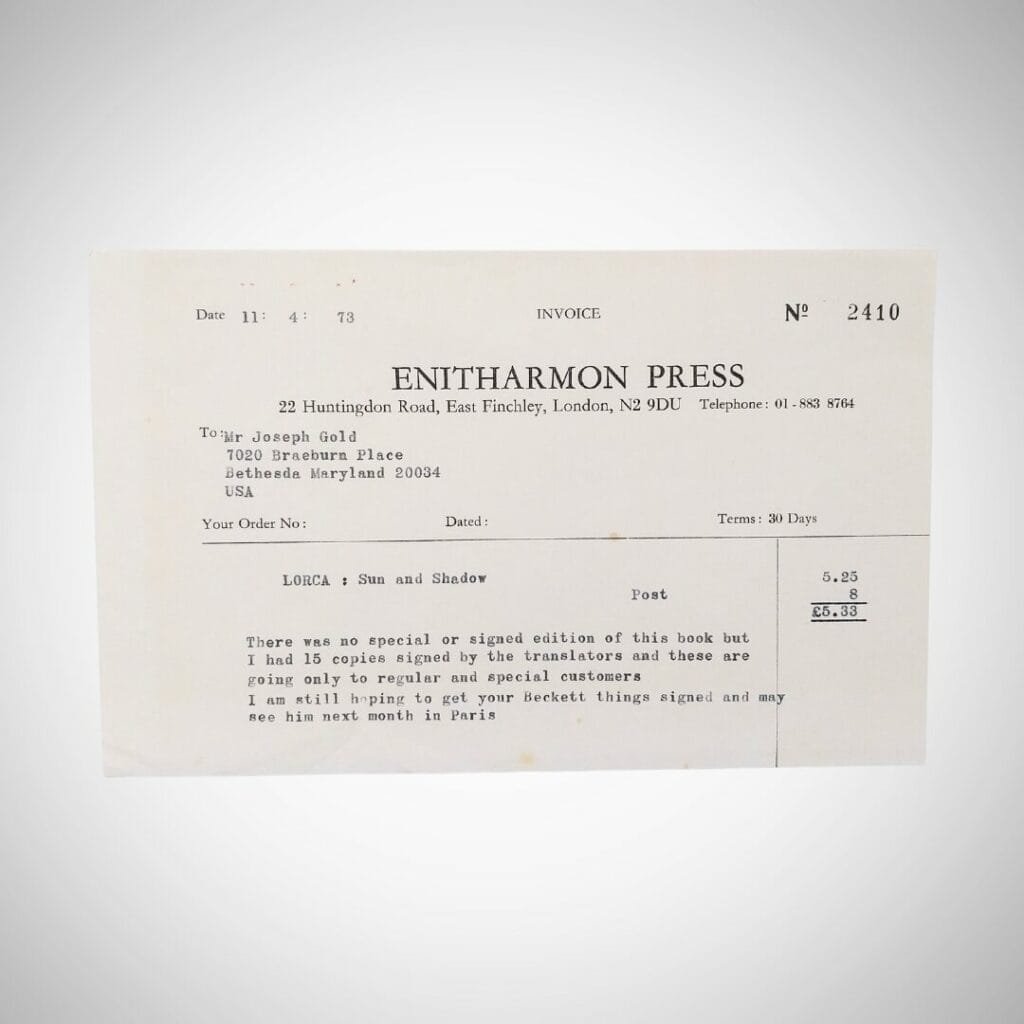 Date 11: 4: 73 INVOICE Nº 2410
ENITHARMON PRESS
22 Huntingdon Road, East Finchley, London, N2 9DU Telephone: 01-883 8764
To: Mr Joseph Gold
7020 Braeburn Place
Bethesda Maryland 20034
USA
Your Order No: Dated: Terms: 30 Days
LORCA : Sun and Shadow 5.25
Post 8
£5.33
There was no special or signed edition of this book but
I had 15 copies signed by the translators and these are
going only to regular and special customers
I am still hoping to get your Beckett things signed and may
see him next month in Paris